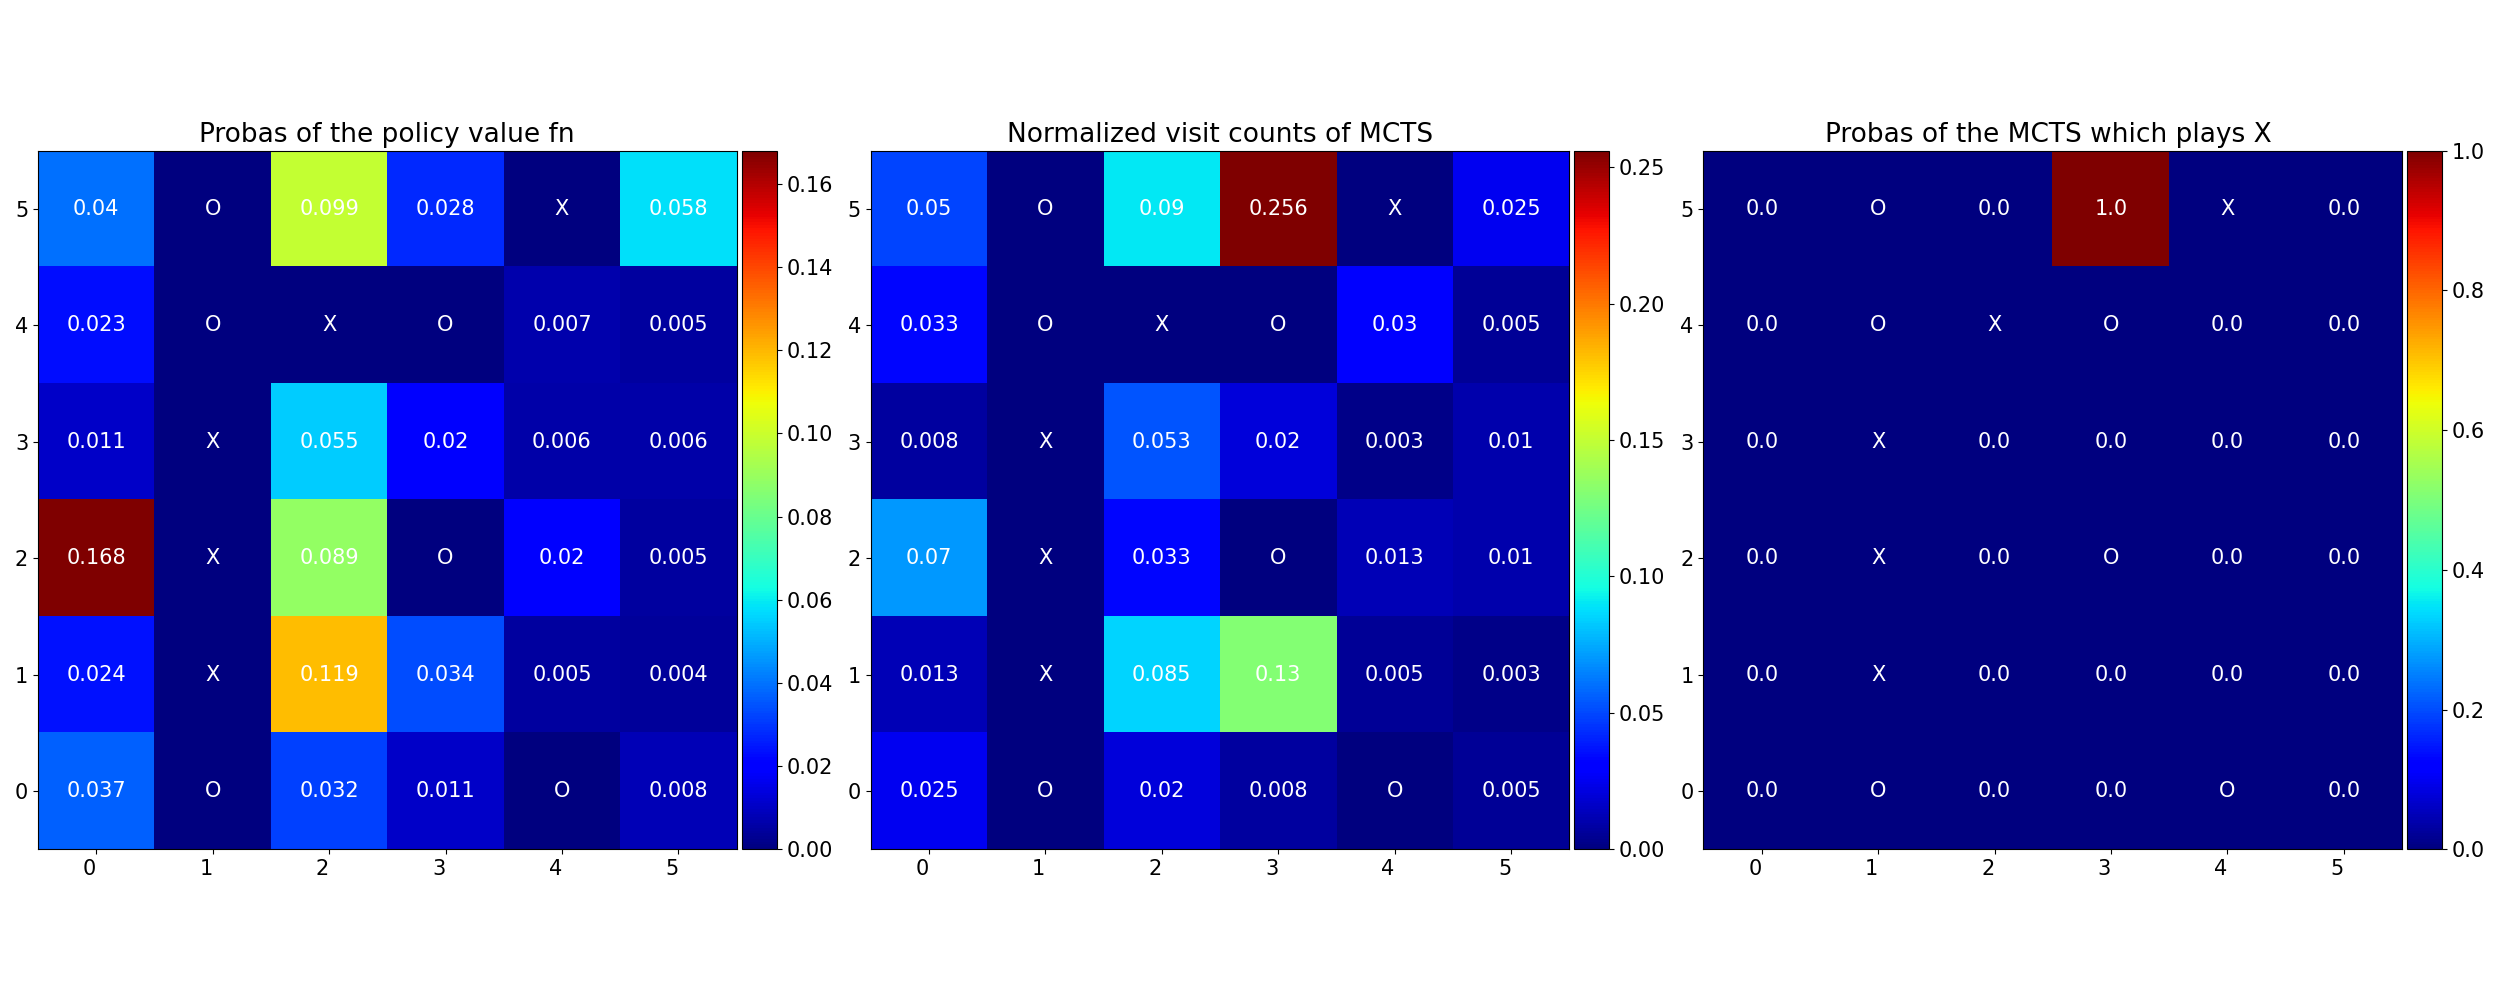 Probas of the policy value fn
5 0.04 O 0.099 0.028 X 0.058
4 0.023 O X O 0.007 0.005
3 0.011 X 0.055 0.02 0.006 0.006
2 0.168 X 0.089 O 0.02 0.005
1 0.024 X 0.119 0.034 0.005 0.004
0 0.037 O 0.032 0.011 O 0.008
0 1 2 3 4 5
0.16
0.14
0.12
0.10
0.08
0.06
0.04
0.02
0.00
Normalized visit counts of MCTS
5 0.05 O 0.09 0.256 X 0.025
4 0.033 O X O 0.03 0.005
3 0.008 X 0.053 0.02 0.003 0.01
2 0.07 X 0.033 O 0.013 0.01
1 0.013 X 0.085 0.13 0.005 0.003
0 0.025 O 0.02 0.008 O 0.005
0 1 2 3 4 5
0.25
0.20
0.15
0.10
0.05
0.00
Probas of the MCTS which plays X
5 0.0 O 0.0 1.0 X 0.0
4 0.0 O X O 0.0 0.0
3 0.0 X 0.0 0.0 0.0 0.0
2 0.0 X 0.0 O 0.0 0.0
1 0.0 X 0.0 0.0 0.0 0.0
0 0.0 O 0.0 0.0 O 0.0
0 1 2 3 4 5
1.0
0.8
0.6
0.4
0.2
0.0